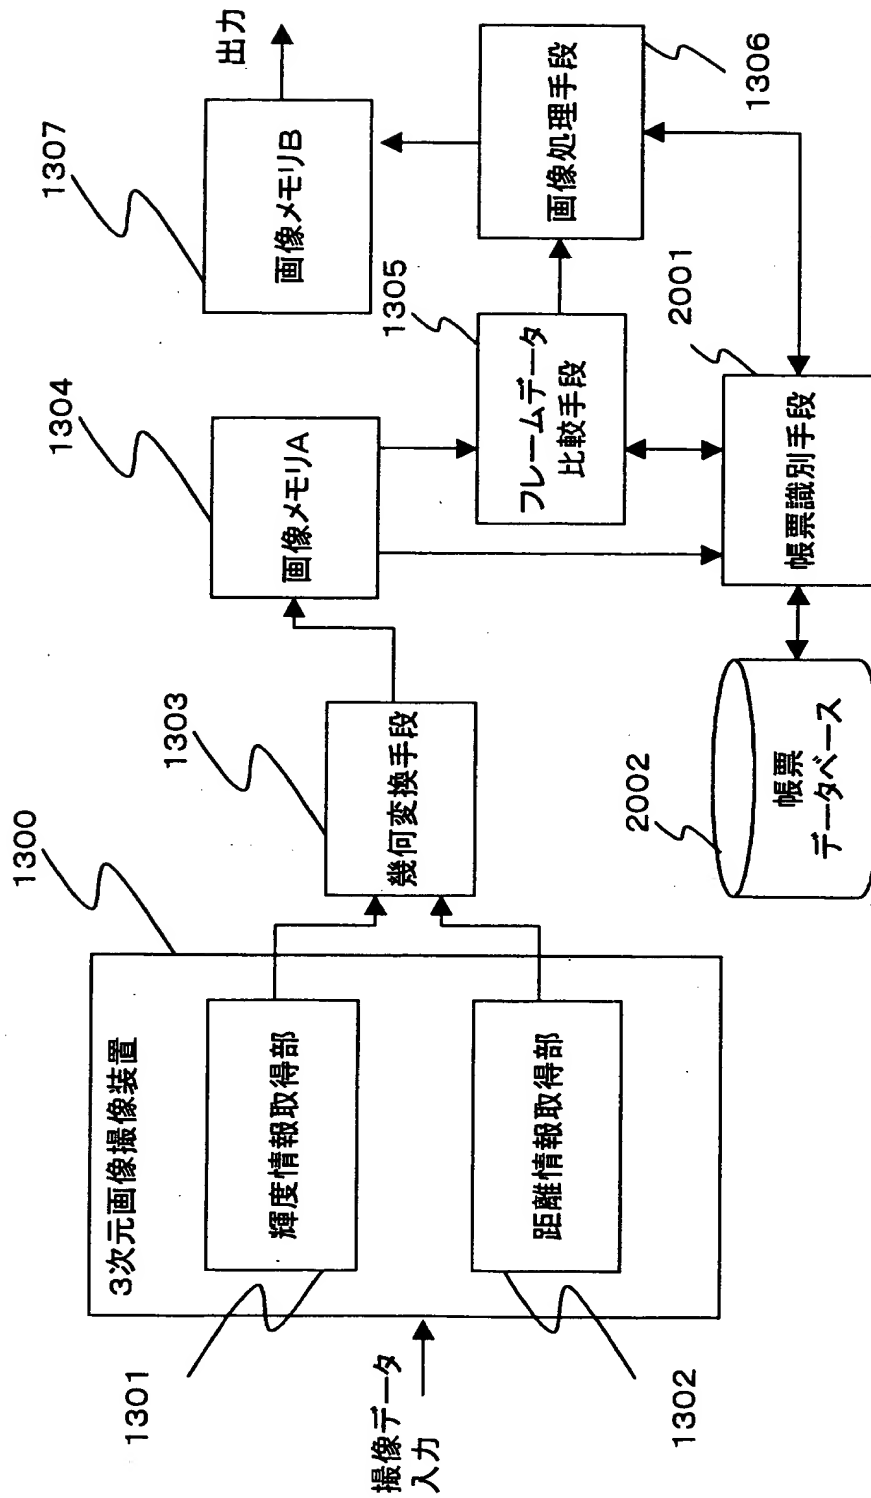 撮像データ
入力
1300
3次元画像撮像装置
1301
輝度情報取得部
1302
距離情報取得部
1303
幾何変換手段
1304
画像メモリA
1305
フレームデータ
比較手段
1306
画像処理手段
1307
画像メモリB
出力
2001
帳票識別手段
2002
帳票
データベース